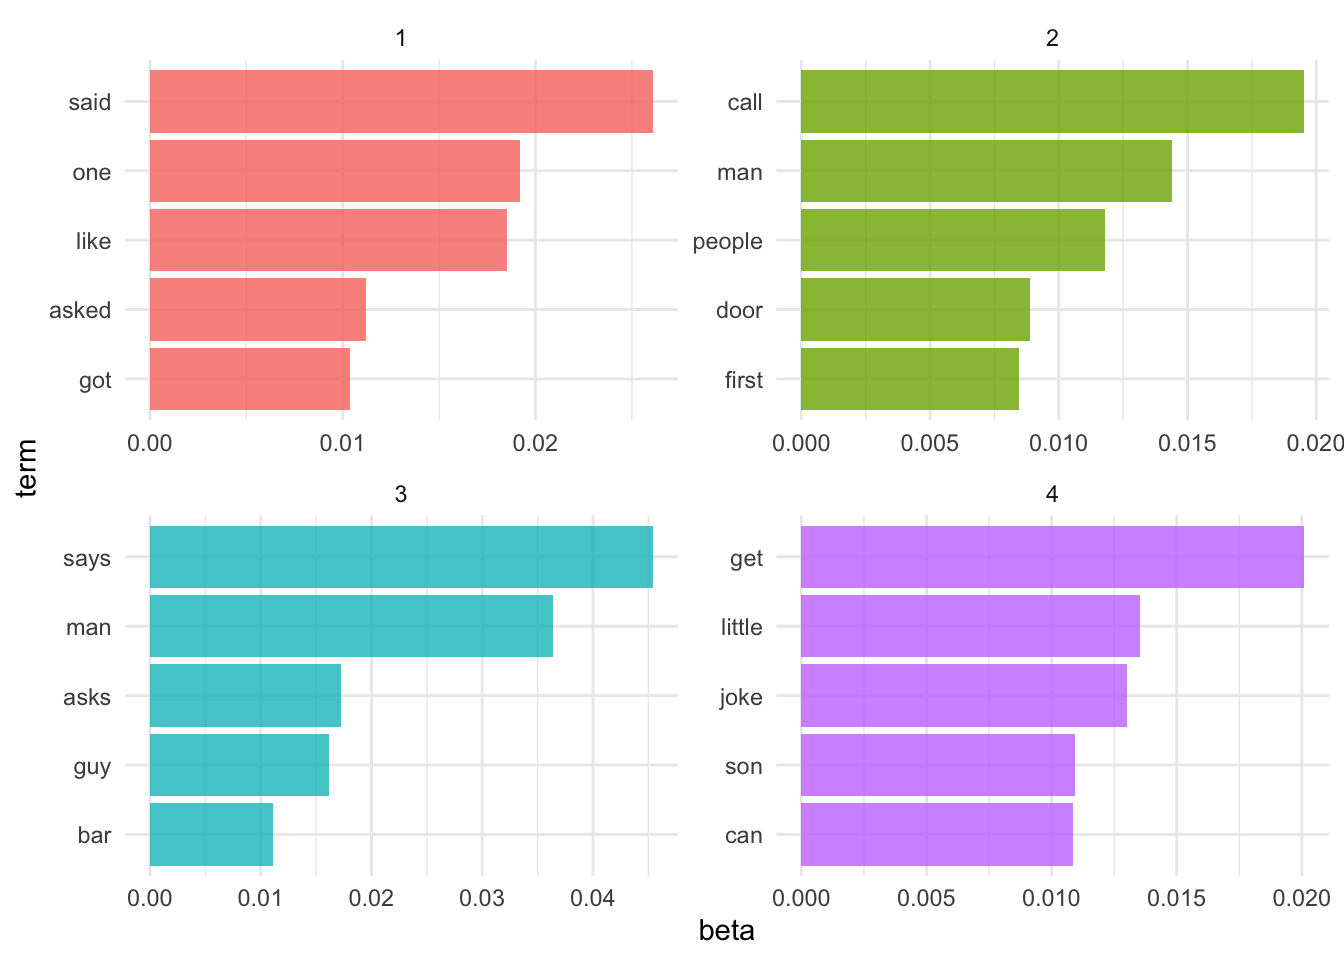 1
said
one
like
asked
got
0.00 0.01 0.02
2
call
man
people
door
first
0.000 0.005 0.010 0.015 0.020
term
3
says
man
asks
guy
bar
0.00 0.01 0.02 0.03 0.04
4
get
little
joke
son
can
0.000 0.005 0.010 0.015 0.020
beta